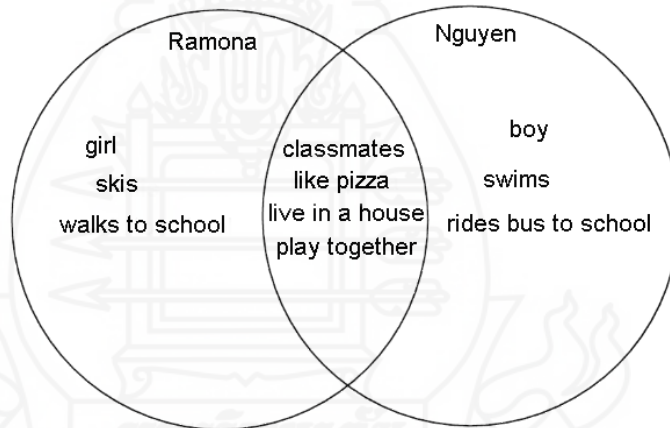 Ramona
Nguyen
girl
skis
walks to school
classmates
like pizza
live in a house
play together
boy
swims
rides bus to school